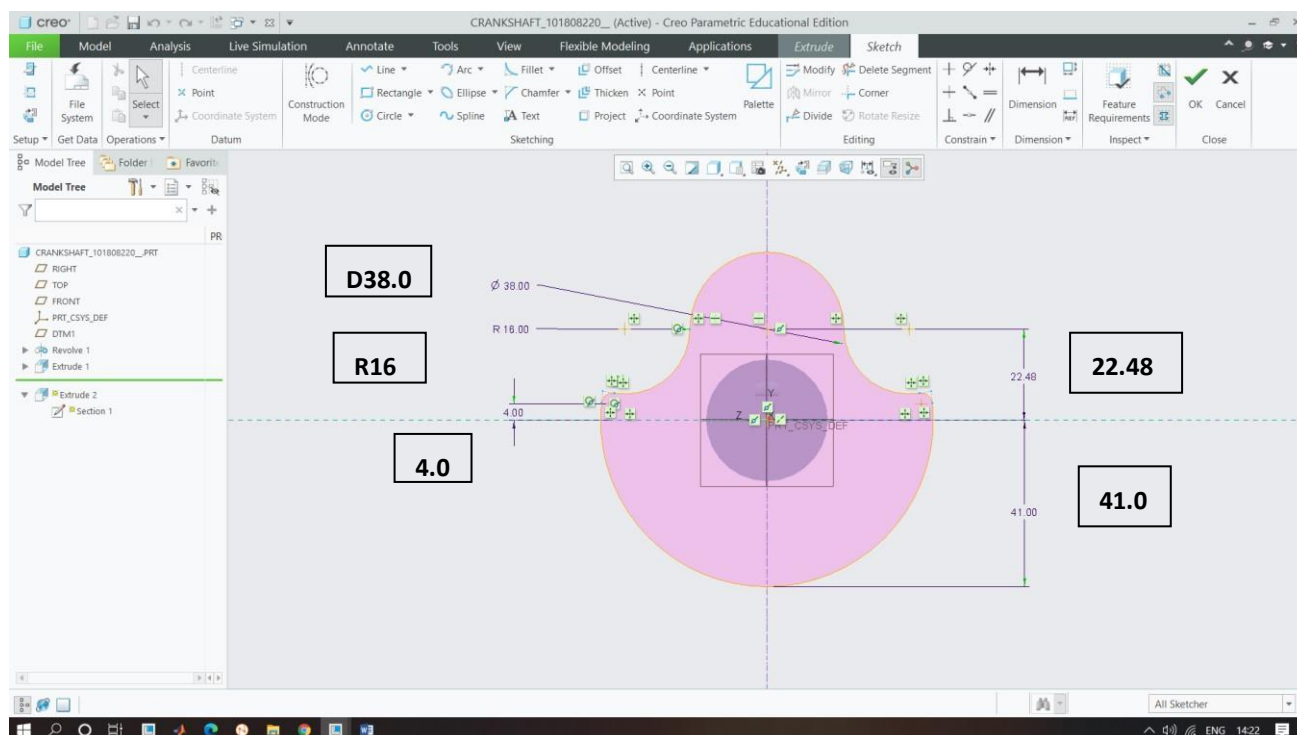 creo CRANKSHAFT_101808220__ (Active) - Creo Parametric Educational Edition
File Model Analysis Live Simulation Annotate Tools View Flexible Modeling Applications Extrude Sketch
Centerline Line Arc Fillet Offset Centerline Modify Delete Segment
Point Rectangle Ellipse Chamfer Thicken Point Mirror Corner
Coordinate System Circle Spline Text Project Coordinate System Divide Rotate Resize
File System Select Construction Mode Palette Dimension REF Feature Requirements OK Cancel
Setup Get Data Operations Datum Sketching Editing Constrain Dimension Inspect Close
Model Tree Folder Favorit
Model Tree
PR
CRANKSHAFT_101808220__.PRT
RIGHT
TOP
FRONT
PRT_CSYS_DEF
DTM1
Revolve 1
Extrude 1
Extrude 2
Section 1
D38.0
Ø 38.00
R 16.00
R16
22.48
22.48
4.00
Y
Z
PRT_CSYS_DEF
4.0
41.0
41.00
All Sketcher
ENG 14:22